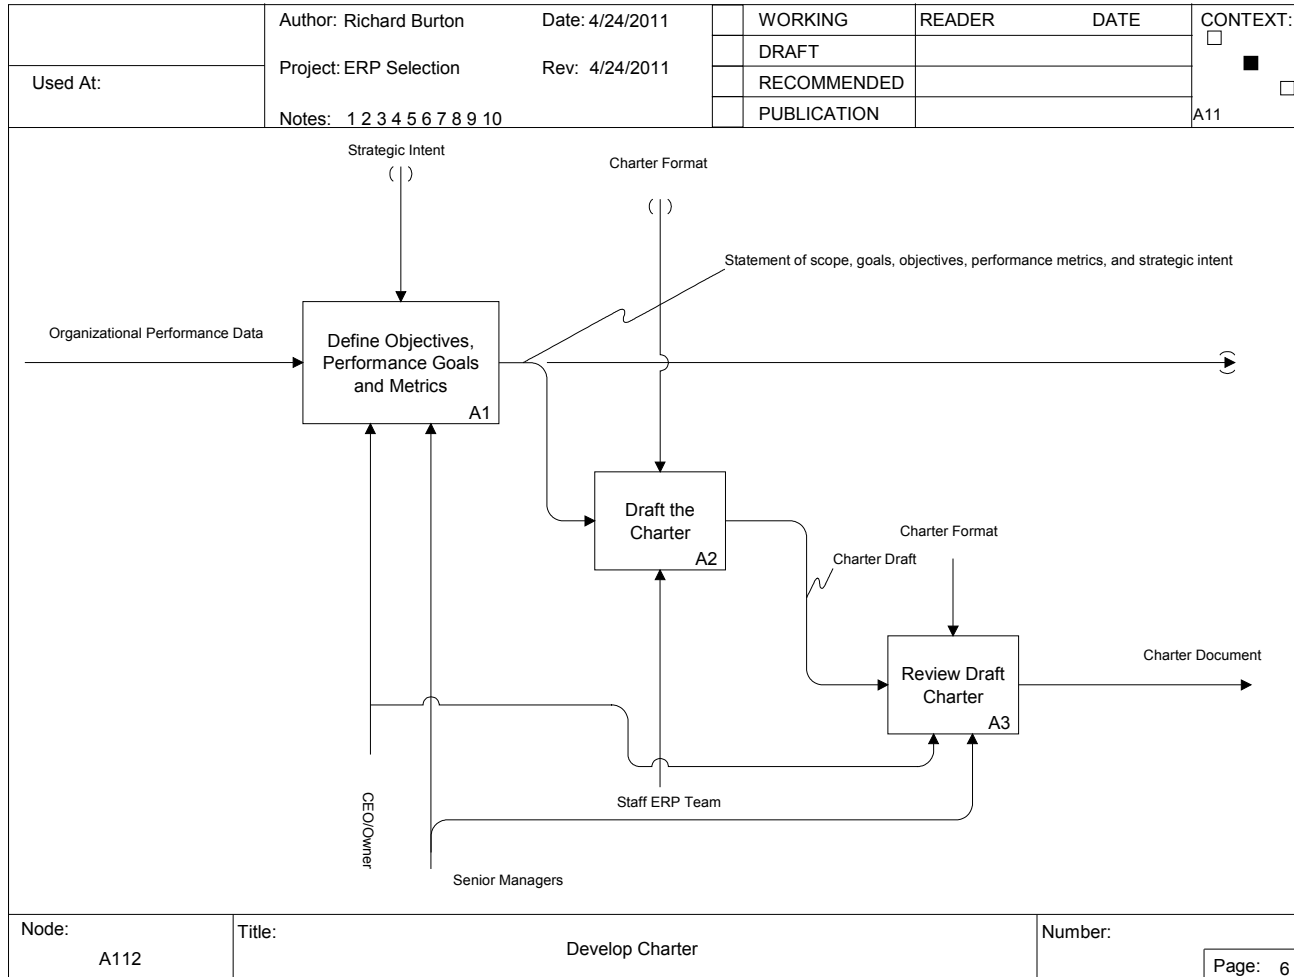 Author: Richard Burton
Date: 4/24/2011
WORKING
READER
DATE
CONTEXT:
DRAFT
Used At:
Project: ERP Selection
Rev: 4/24/2011
RECOMMENDED
Notes: 1 2 3 4 5 6 7 8 9 10
PUBLICATION
A11
Strategic Intent
( )
Charter Format
( )
Statement of scope, goals, objectives, performance metrics, and strategic intent
Organizational Performance Data
Define Objectives,
Performance Goals
and Metrics
A1
( )
Draft the
Charter
A2
Charter Format
Charter Draft
Review Draft
Charter
A3
Charter Document
CEO/Owner
Staff ERP Team
Senior Managers
Node:
A112
Title:
Develop Charter
Number:
Page: 6